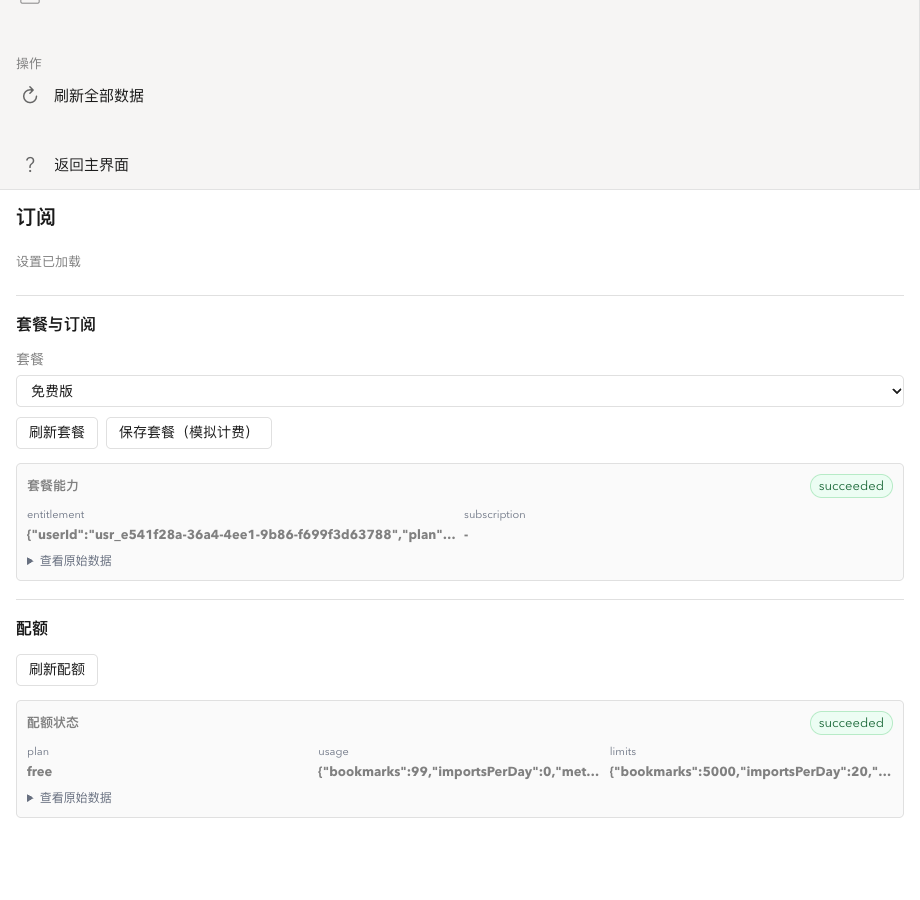 操作
刷新全部数据
? 返回主界面
订阅
设置已加载
套餐与订阅
套餐
免费版
刷新套餐 保存套餐（模拟计费）
套餐能力 succeeded
entitlement subscription
{"userId":"usr_e541f28a-36a4-4ee1-9b86-f699f3d63788","plan"... -
查看原始数据
配额
刷新配额
配额状态 succeeded
plan usage limits
free {"bookmarks":99,"importsPerDay":0,"met... {"bookmarks":5000,"importsPerDay":20,"...
查看原始数据